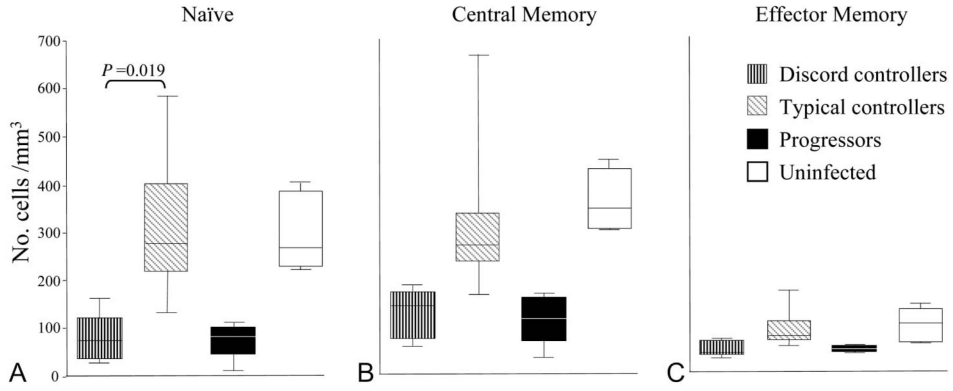 Naïve
Central Memory
Effector Memory
No. cells /mm³
700
600
500
400
300
200
100
0
P =0.019
Discord controllers
Typical controllers
Progressors
Uninfected
A
B
C